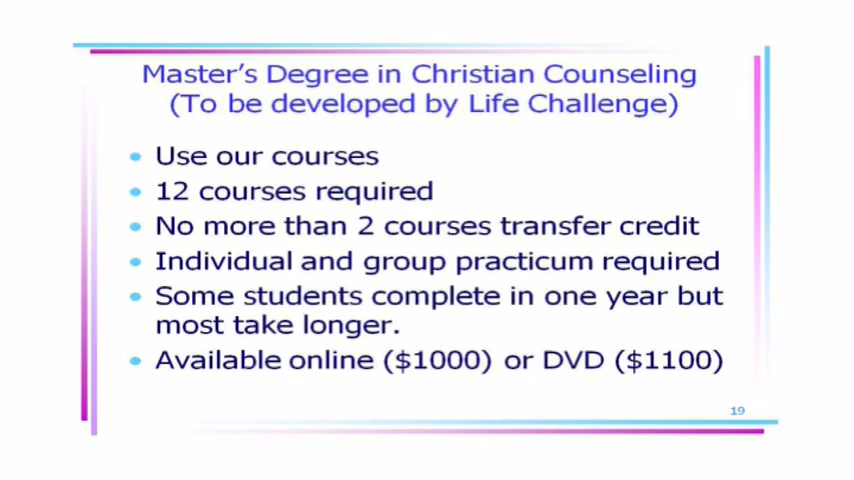 Master's Degree in Christian Counseling
(To be developed by Life Challenge)
• Use our courses
• 12 courses required
• No more than 2 courses transfer credit
• Individual and group practicum required
• Some students complete in one year but
most take longer.
• Available online ($1000) or DVD ($1100)
19